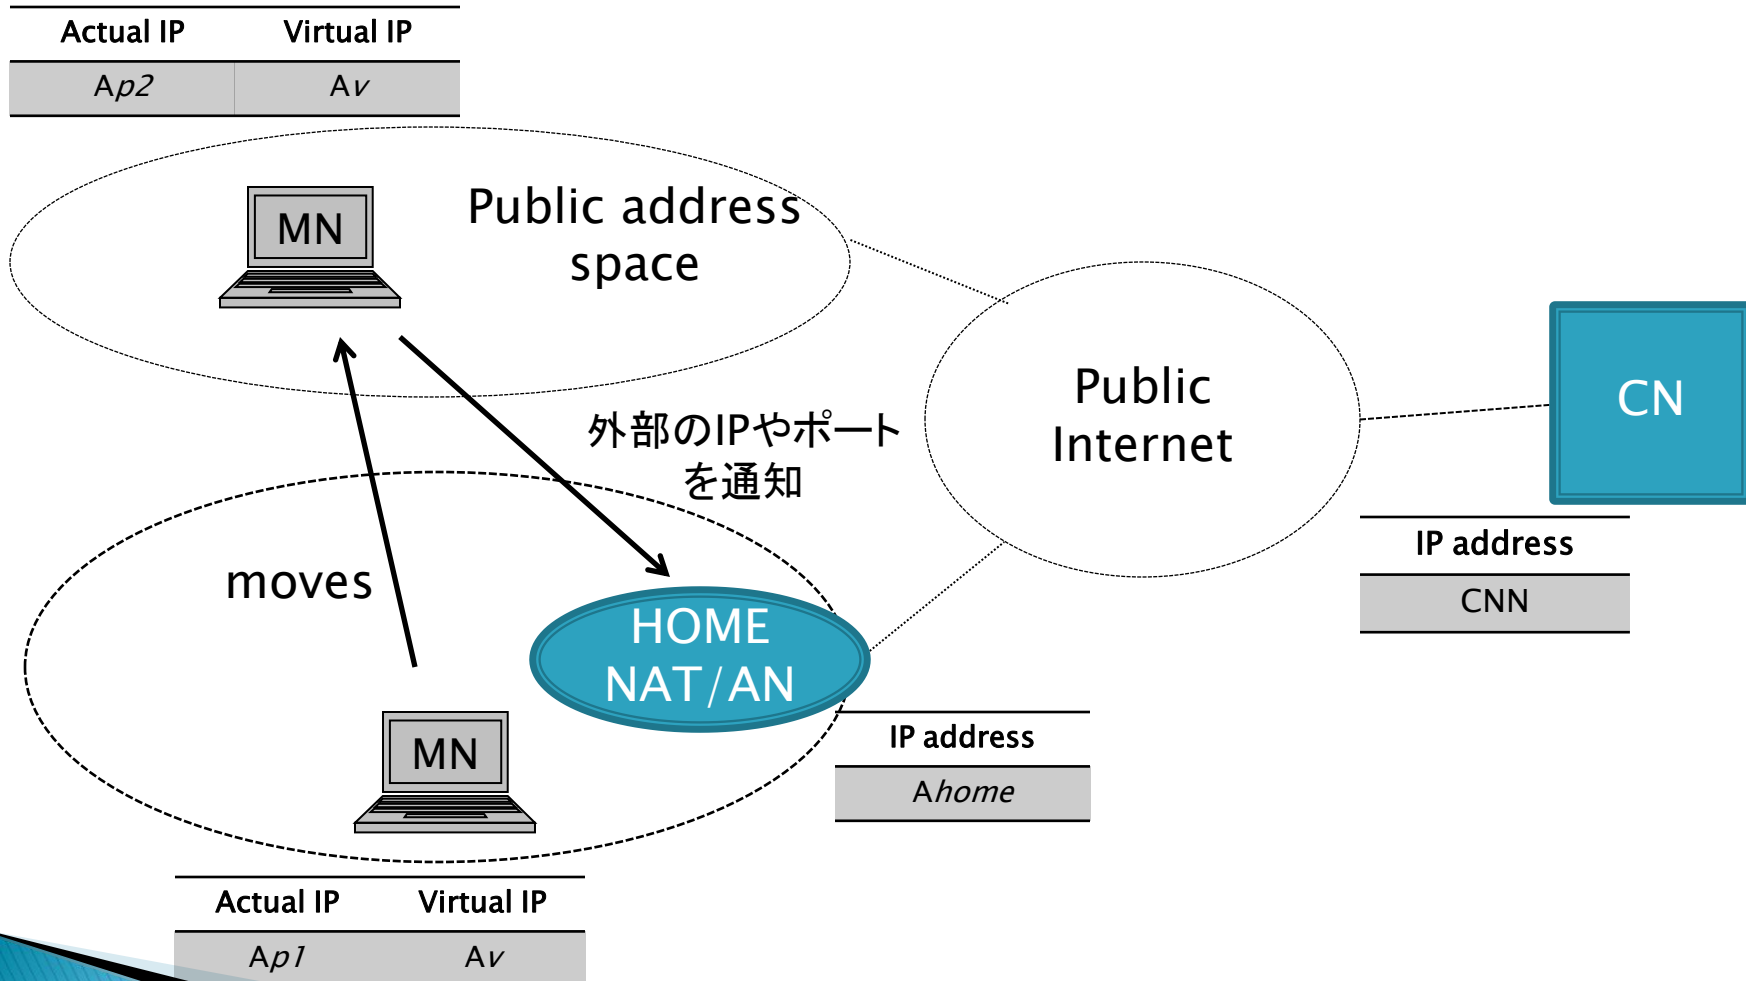 Actual IP Virtual IP
Ap2 Av
MN
Public address
space
Public
Internet
CN
外部のIPやポート
を通知
moves
HOME
NAT/AN
MN
IP address
CNN
IP address
Ahome
Actual IP Virtual IP
Ap1 Av